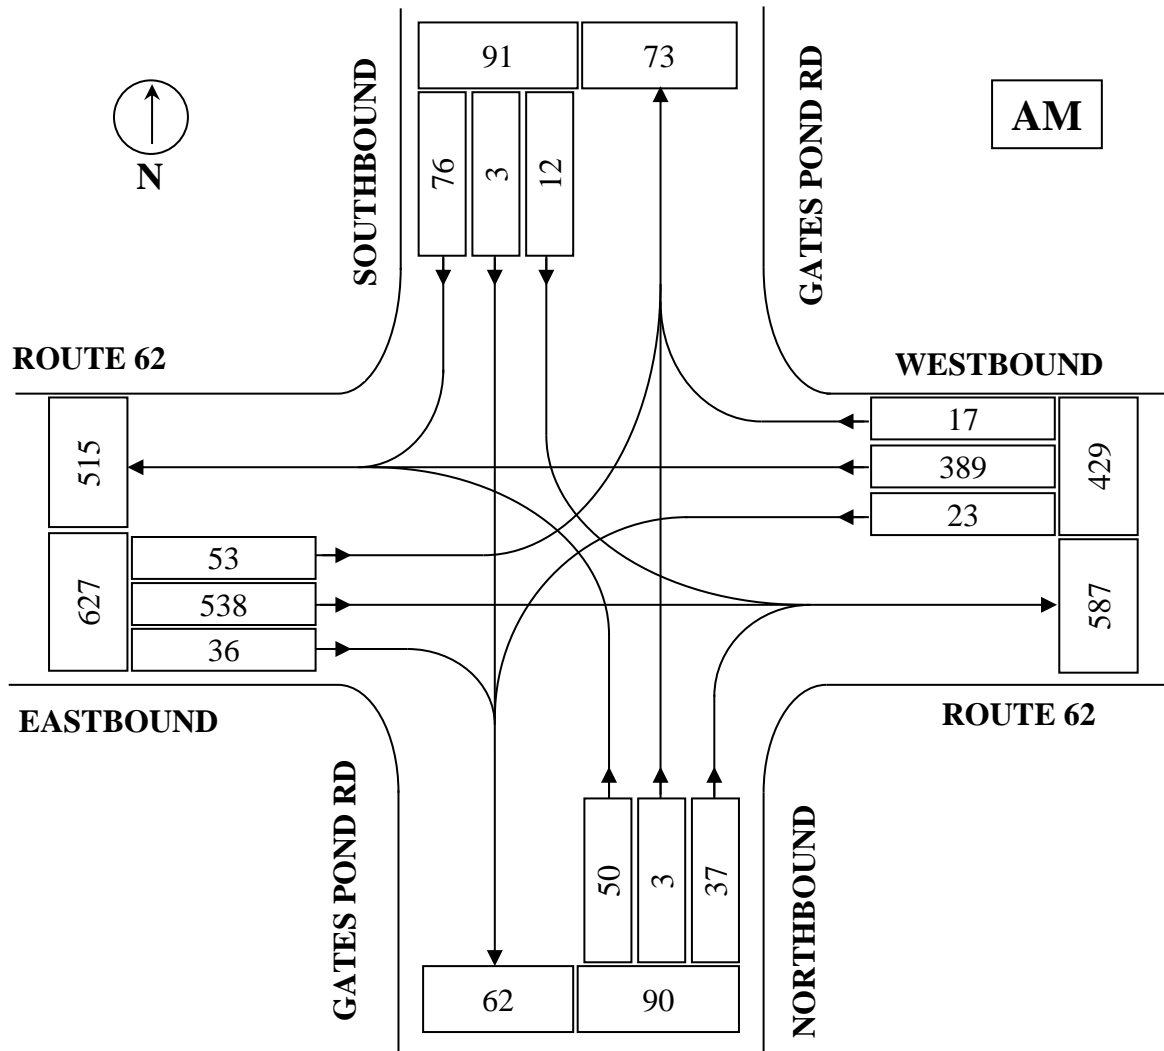 91
73
SOUTHBOUND
GATES POND RD
AM
N
76
3
12
ROUTE 62
WESTBOUND
515
17
389
23
429
627
53
538
36
587
EASTBOUND
ROUTE 62
GATES POND RD
50
3
37
NORTHBOUND
62
90